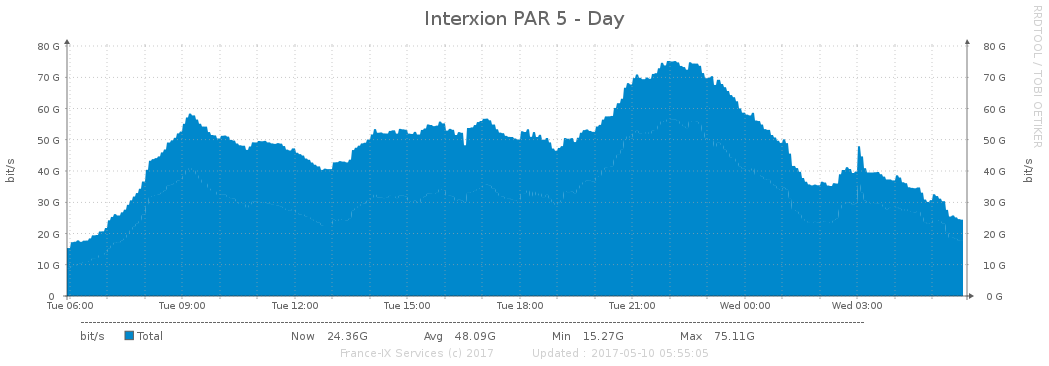 Interxion PAR 5 - Day
RRDTOOL / TOBI OETIKER
80 G 80 G
70 G 70 G
60 G 60 G
50 G 50 G
40 G 40 G
30 G 30 G
20 G 20 G
10 G 10 G
0 0 G
bit/s bit/s
Tue 06:00 Tue 09:00 Tue 12:00 Tue 15:00 Tue 18:00 Tue 21:00 Wed 00:00 Wed 03:00
bit/s Total Now 24.36G Avg 48.09G Min 15.27G Max 75.11G
France-IX Services (c) 2017 Updated : 2017-05-10 05:55:05